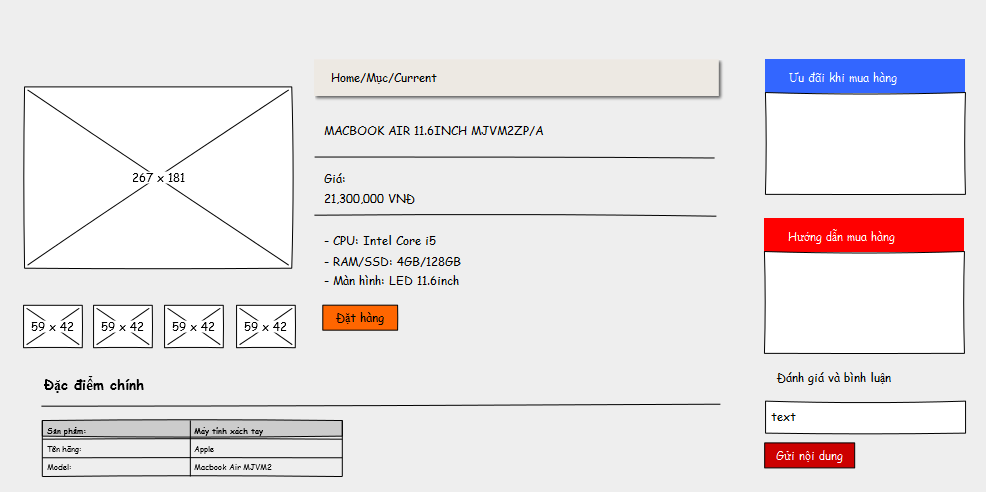 Home/Mục/Current
MACBOOK AIR 11.6INCH MJVM2ZP/A
Giá:
21,300,000 VNĐ
- CPU: Intel Core i5
- RAM/SSD: 4GB/128GB
- Màn hình: LED 11.6inch
Đặt hàng
267 x 181
59 x 42
59 x 42
59 x 42
59 x 42
Đặc điểm chính
Sản phẩm: Máy tính xách tay
Tên hãng: Apple
Model: Macbook Air MJVM2
Ưu đãi khi mua hàng
Hướng dẫn mua hàng
Đánh giá và bình luận
text
Gửi nội dung